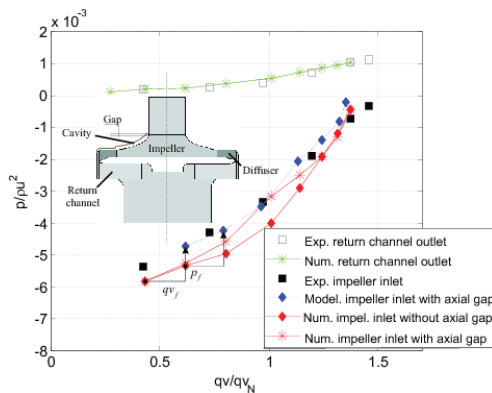 x 10⁻³
2
1
0
-1
-2
-3
-4
-5
-6
-7
-8
p/ρu²
Gap
Cavity
Impeller
Return
channel
Diffuser
p_f
qv_f
Exp. return channel outlet
Num. return channel outlet
Exp. impeller inlet
Model. impeller inlet with axial gap
Num. impel. inlet without axial gap
Num. impeller inlet with axial gap
0 0.5 1 1.5
qv/qv_N